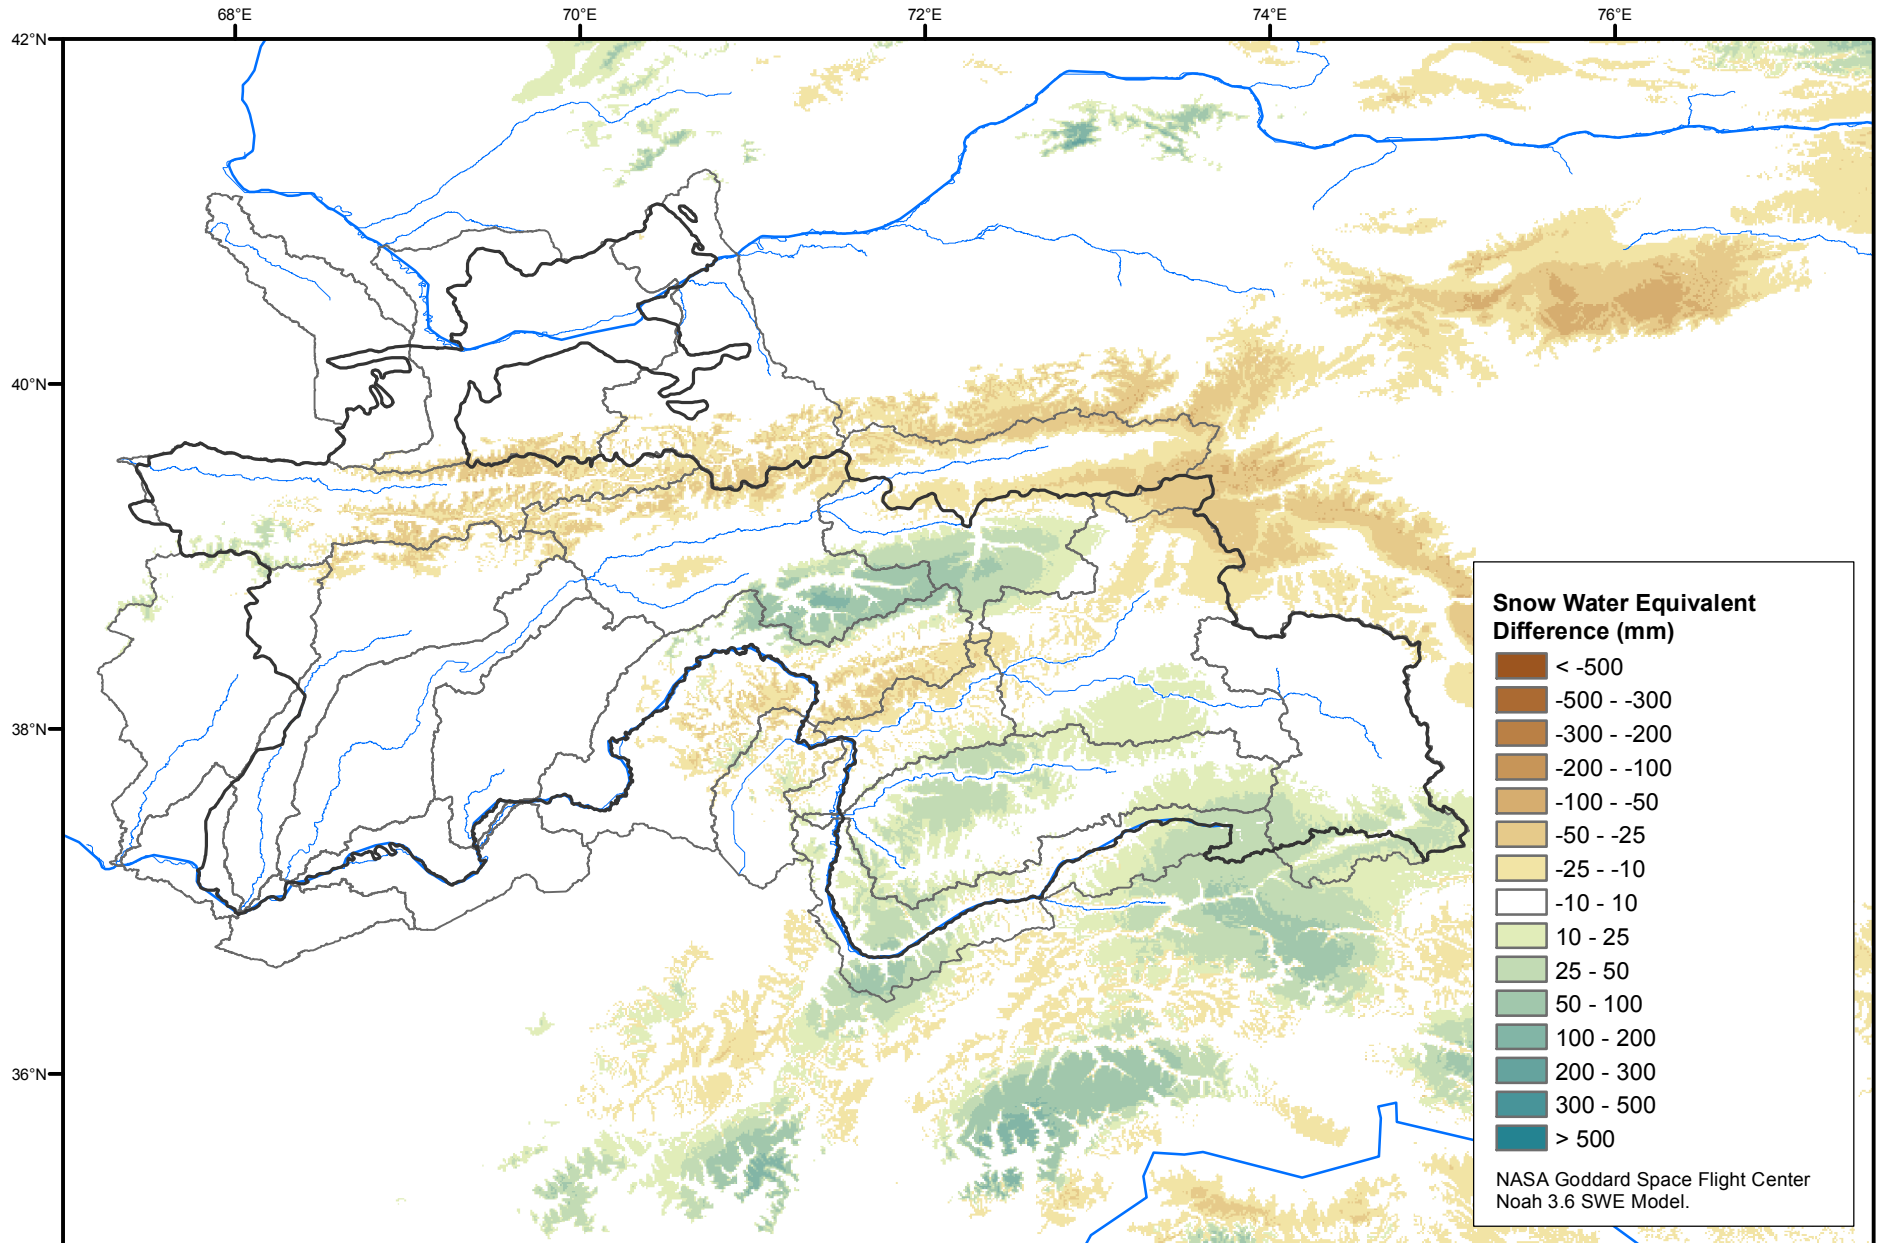 68°E 70°E 72°E 74°E 76°E
42°N
40°N
38°N
36°N
Snow Water Equivalent
Difference (mm)
< -500
-500 - -300
-300 - -200
-200 - -100
-100 - -50
-50 - -25
-25 - -10
-10 - 10
10 - 25
25 - 50
50 - 100
100 - 200
200 - 300
300 - 500
> 500
NASA Goddard Space Flight Center
Noah 3.6 SWE Model.